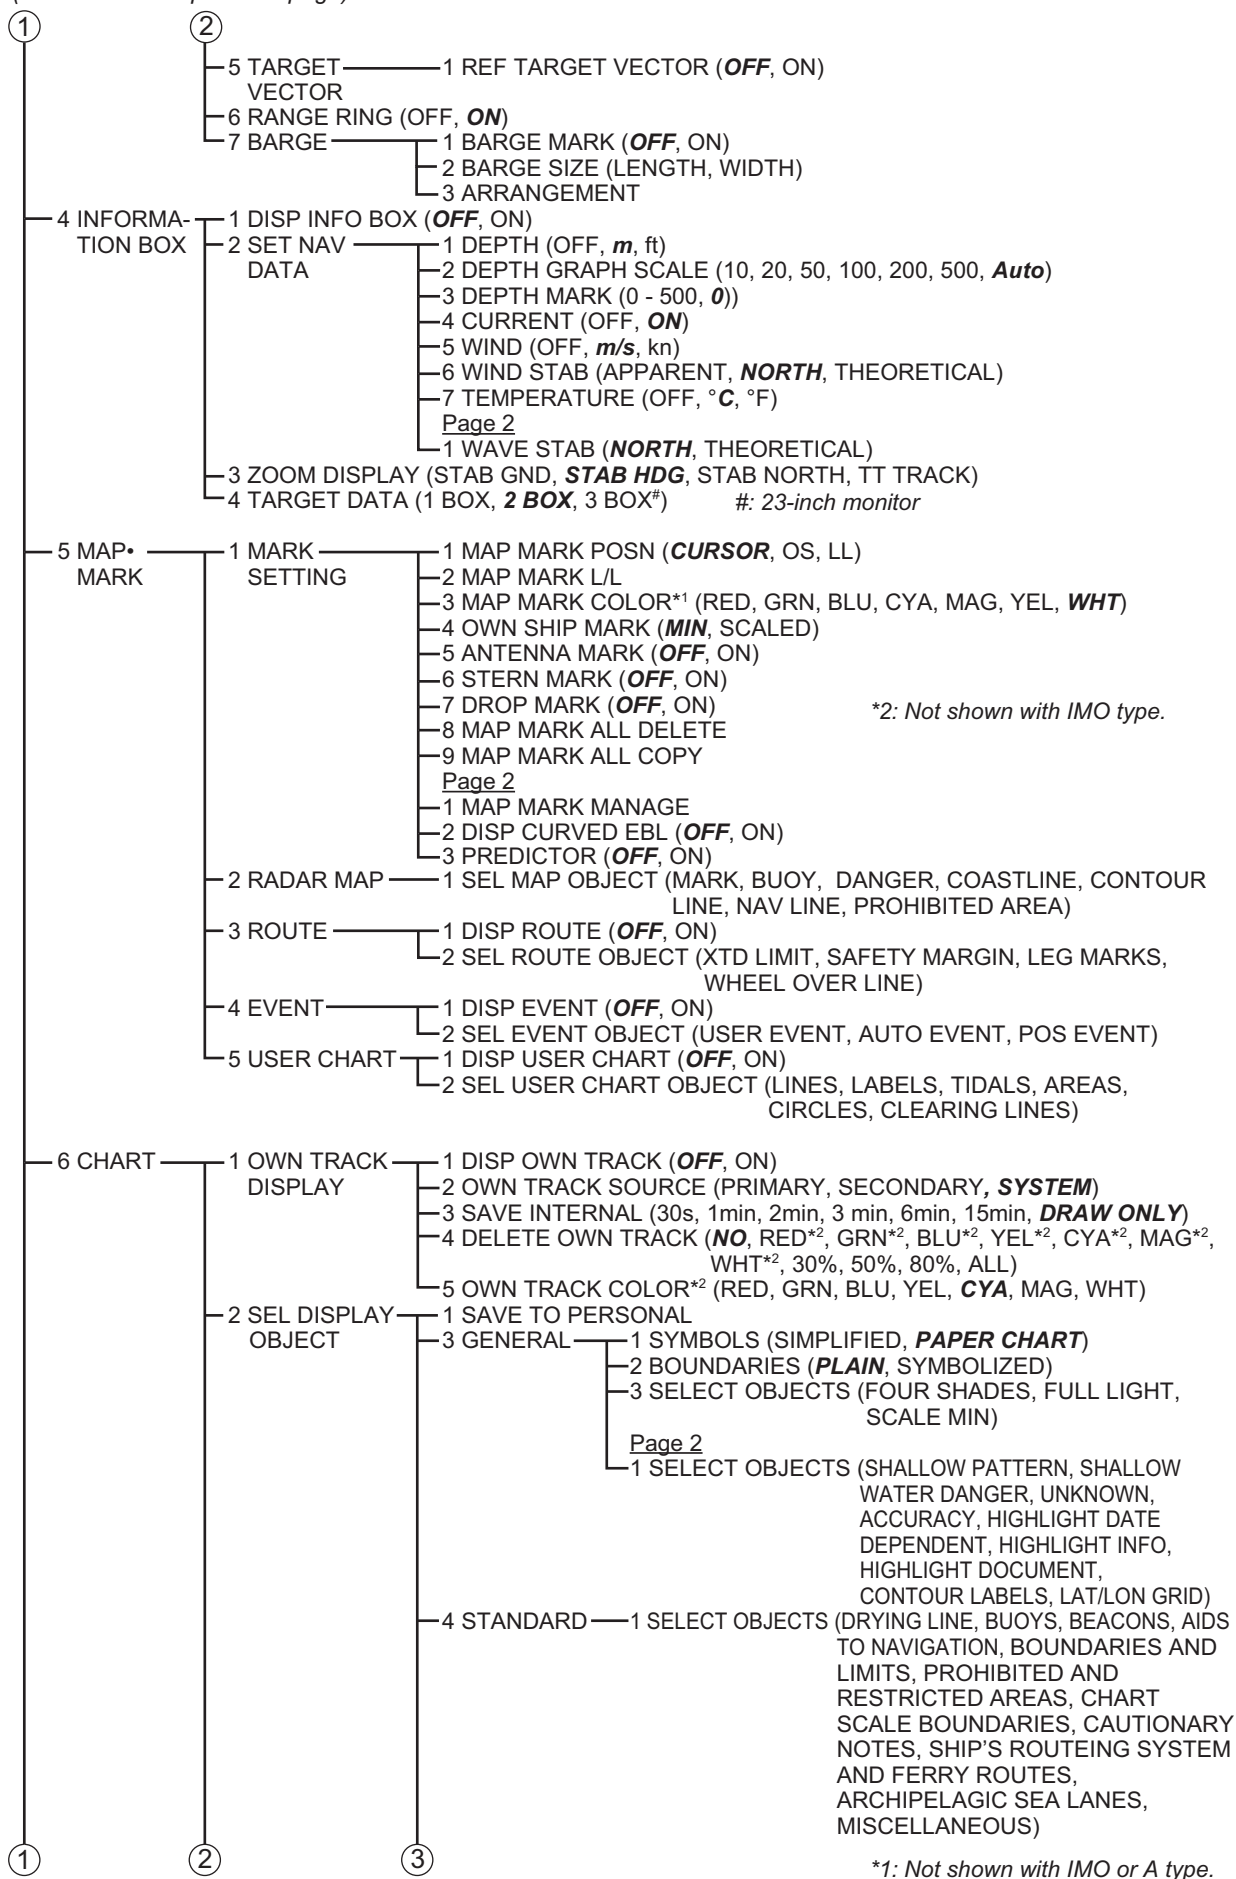 1 2
5 TARGET 1 REF TARGET VECTOR (OFF, ON)
VECTOR
6 RANGE RING (OFF, ON)
7 BARGE 1 BARGE MARK (OFF, ON)
2 BARGE SIZE (LENGTH, WIDTH)
3 ARRANGEMENT
4 INFORMA- 1 DISP INFO BOX (OFF, ON)
TION BOX 2 SET NAV 1 DEPTH (OFF, m, ft)
DATA 2 DEPTH GRAPH SCALE (10, 20, 50, 100, 200, 500, Auto)
3 DEPTH MARK (0 - 500, 0))
4 CURRENT (OFF, ON)
5 WIND (OFF, m/s, kn)
6 WIND STAB (APPARENT, NORTH, THEORETICAL)
7 TEMPERATURE (OFF, °C, °F)
Page 2
1 WAVE STAB (NORTH, THEORETICAL)
3 ZOOM DISPLAY (STAB GND, STAB HDG, STAB NORTH, TT TRACK)
4 TARGET DATA (1 BOX, 2 BOX, 3 BOX#) #: 23-inch monitor
5 MAP• 1 MARK 1 MAP MARK POSN (CURSOR, OS, LL)
MARK SETTING 2 MAP MARK L/L
3 MAP MARK COLOR*1 (RED, GRN, BLU, CYA, MAG, YEL, WHT)
4 OWN SHIP MARK (MIN, SCALED)
5 ANTENNA MARK (OFF, ON)
6 STERN MARK (OFF, ON)
7 DROP MARK (OFF, ON) *2: Not shown with IMO type.
8 MAP MARK ALL DELETE
9 MAP MARK ALL COPY
Page 2
1 MAP MARK MANAGE
2 DISP CURVED EBL (OFF, ON)
3 PREDICTOR (OFF, ON)
2 RADAR MAP 1 SEL MAP OBJECT (MARK, BUOY, DANGER, COASTLINE, CONTOUR
LINE, NAV LINE, PROHIBITED AREA)
3 ROUTE 1 DISP ROUTE (OFF, ON)
2 SEL ROUTE OBJECT (XTD LIMIT, SAFETY MARGIN, LEG MARKS,
WHEEL OVER LINE)
4 EVENT 1 DISP EVENT (OFF, ON)
2 SEL EVENT OBJECT (USER EVENT, AUTO EVENT, POS EVENT)
5 USER CHART 1 DISP USER CHART (OFF, ON)
2 SEL USER CHART OBJECT (LINES, LABELS, TIDALS, AREAS,
CIRCLES, CLEARING LINES)
6 CHART 1 OWN TRACK 1 DISP OWN TRACK (OFF, ON)
DISPLAY 2 OWN TRACK SOURCE (PRIMARY, SECONDARY, SYSTEM)
3 SAVE INTERNAL (30s, 1min, 2min, 3 min, 6min, 15min, DRAW ONLY)
4 DELETE OWN TRACK (NO, RED*2, GRN*2, BLU*2, YEL*2, CYA*2, MAG*2,
WHT*2, 30%, 50%, 80%, ALL)
5 OWN TRACK COLOR*2 (RED, GRN, BLU, YEL, CYA, MAG, WHT)
2 SEL DISPLAY 1 SAVE TO PERSONAL
OBJECT 3 GENERAL 1 SYMBOLS (SIMPLIFIED, PAPER CHART)
2 BOUNDARIES (PLAIN, SYMBOLIZED)
3 SELECT OBJECTS (FOUR SHADES, FULL LIGHT,
SCALE MIN)
Page 2
1 SELECT OBJECTS (SHALLOW PATTERN, SHALLOW
WATER DANGER, UNKNOWN,
ACCURACY, HIGHLIGHT DATE
DEPENDENT, HIGHLIGHT INFO,
HIGHLIGHT DOCUMENT,
CONTOUR LABELS, LAT/LON GRID)
4 STANDARD 1 SELECT OBJECTS (DRYING LINE, BUOYS, BEACONS, AIDS
TO NAVIGATION, BOUNDARIES AND
LIMITS, PROHIBITED AND
RESTRICTED AREAS, CHART
SCALE BOUNDARIES, CAUTIONARY
NOTES, SHIP'S ROUTEING SYSTEM
AND FERRY ROUTES,
ARCHIPELAGIC SEA LANES,
MISCELLANEOUS)
1 2 3
*1: Not shown with IMO or A type.